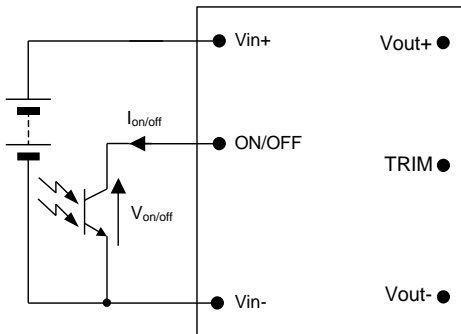 Vin+
Vout+
Ion/off
ON/OFF
TRIM
Von/off
Vin-
Vout-